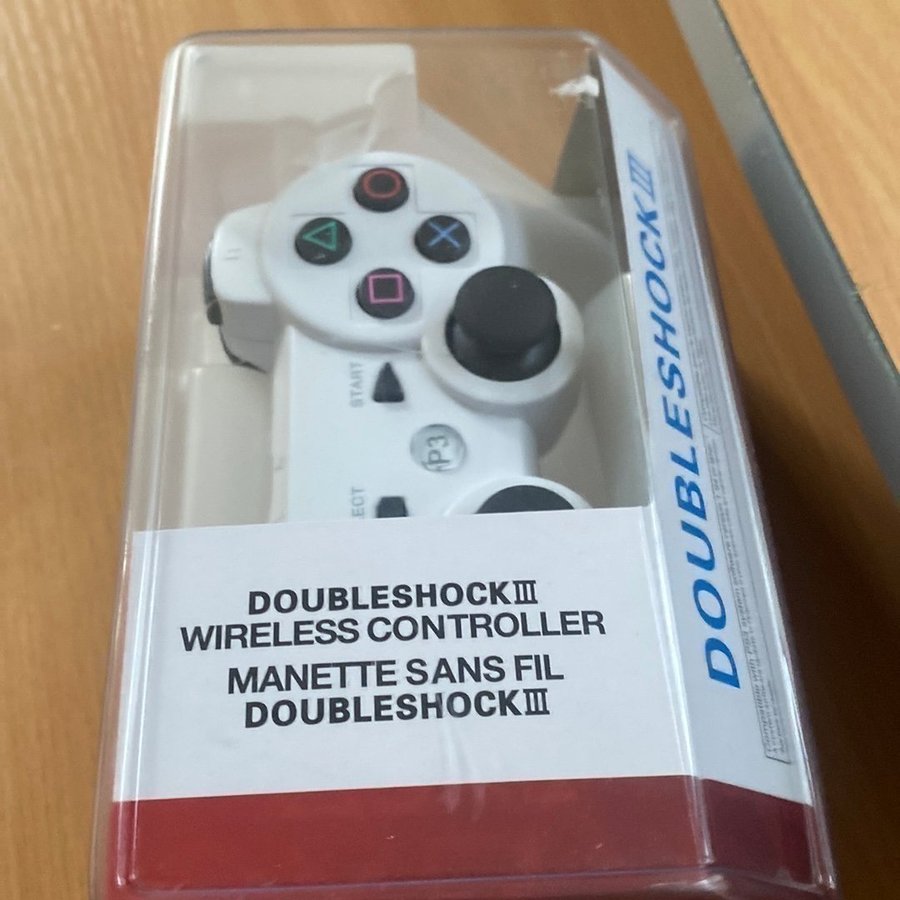 START
P3
DOUBLESHOCKⅢ
WIRELESS CONTROLLER
MANETTE SANS FIL
DOUBLESHOCKⅢ
DOUBLESHOCKⅢ